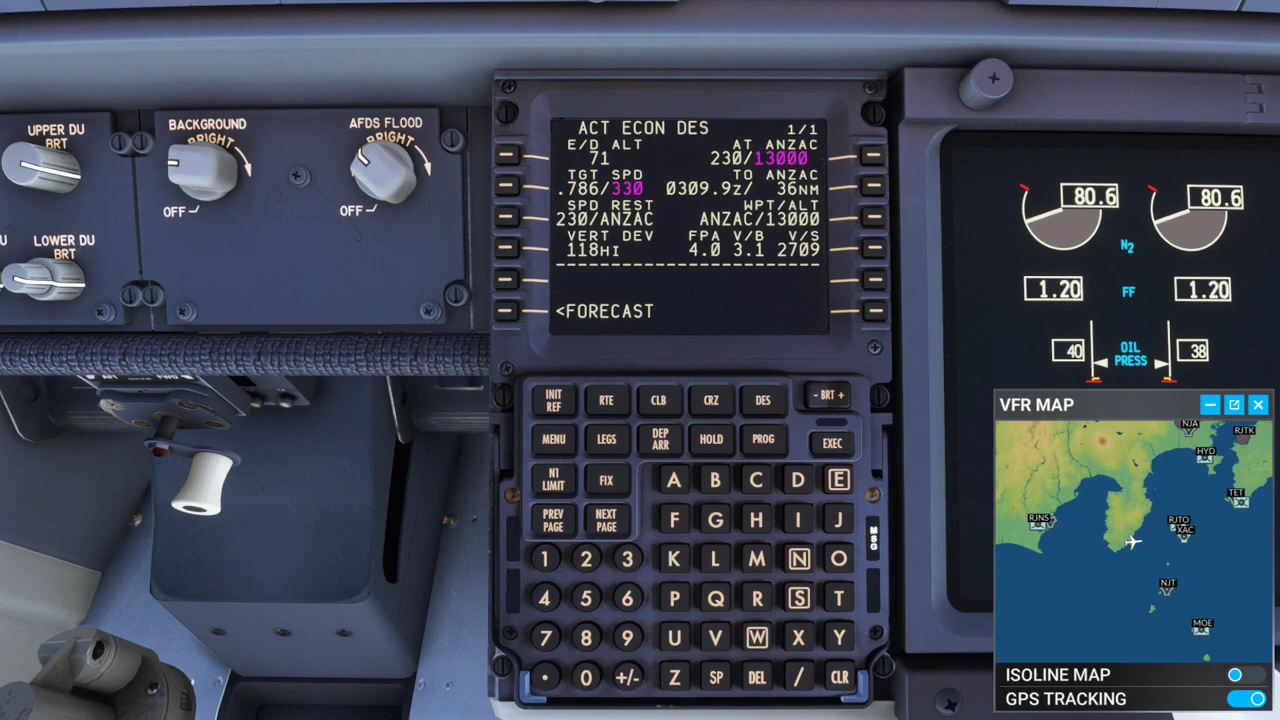 UPPER DU
BRT
LOWER DU
BRT
BACKGROUND
BRIGHT
OFF
AFDS FLOOD
BRIGHT
OFF
ACT ECON DES 1/1
E/D ALT AT ANZAC
71 230/13000
TGT SPD TO ANZAC
.786/330 0309.9z/ 36NM
SPD REST WPT/ALT
230/ANZAC ANZAC/13000
VERT DEV FPA V/B V/S
118HI 4.0 3.1 2709
--------------------------------
<FORECAST
INIT REF RTE CLB CRZ DES - BRT +
MENU LEGS DEP ARR HOLD PROG EXEC
N1 LIMIT FIX A B C D E
PREV PAGE NEXT PAGE F G H I J
1 2 3 K L M N O
4 5 6 P Q R S T
7 8 9 U V W X Y
. 0 +/- Z SP DEL / CLR
MSG
80.6 80.6
N2
1.20 FF 1.20
40 OIL PRESS 38
VFR MAP
NJA
RJTK
HYD
TET
RJNS
RJTO
XAC
NJT
MOE
ISOLINE MAP
GPS TRACKING